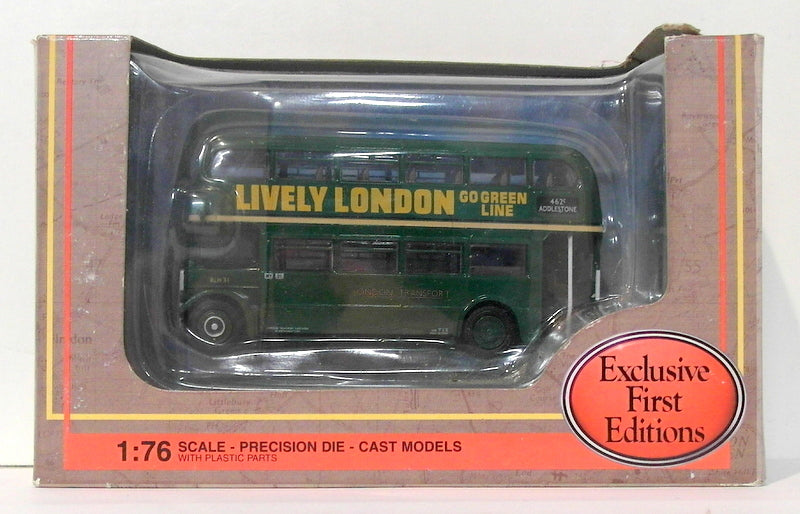 LIVELY LONDON GO GREEN
LINE
462
ADDLESTONE
LONDON TRANSPORT
Exclusive
First
Editions
1:76 SCALE - PRECISION DIE - CAST MODELS
WITH PLASTIC PARTS